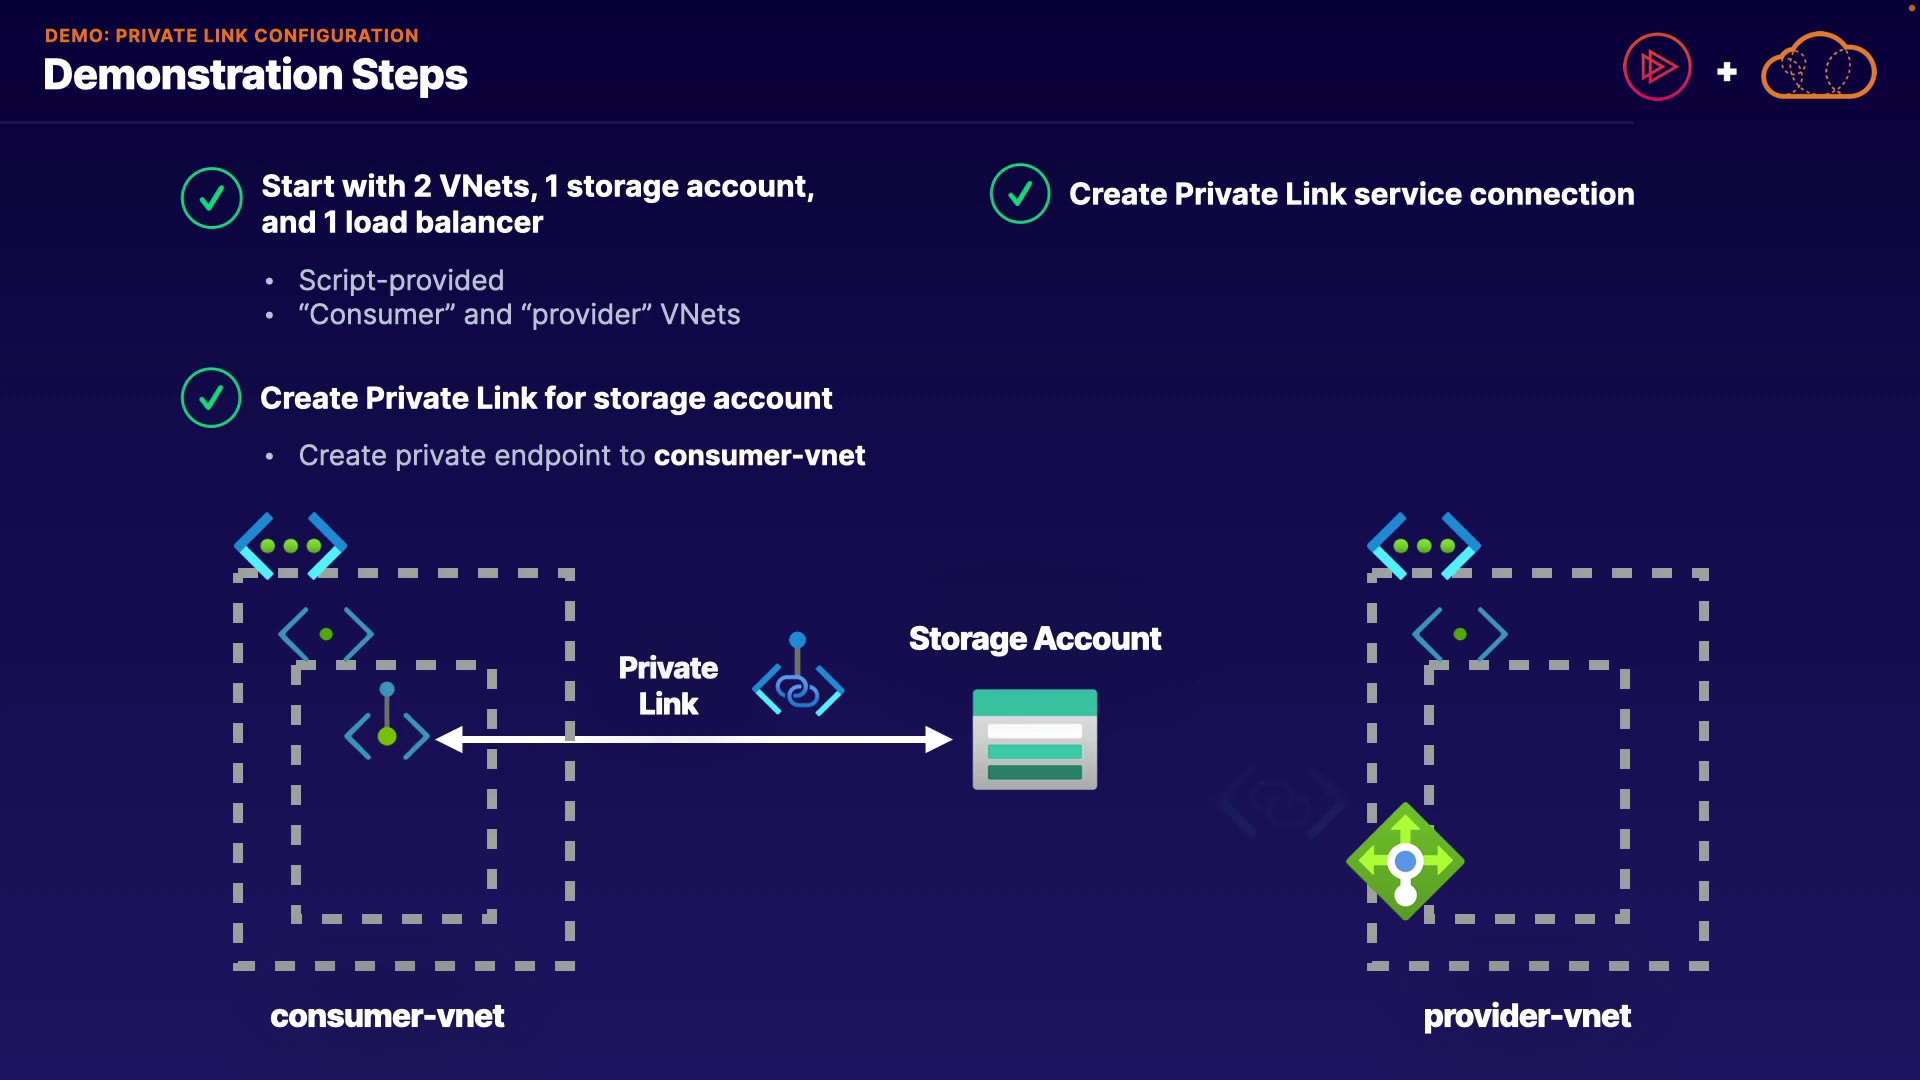 DEMO: PRIVATE LINK CONFIGURATION
Demonstration Steps
Start with 2 VNets, 1 storage account,
and 1 load balancer
• Script-provided
• “Consumer” and “provider” VNets
Create Private Link for storage account
• Create private endpoint to consumer-vnet
Create Private Link service connection
Private
Link
Storage Account
consumer-vnet
provider-vnet